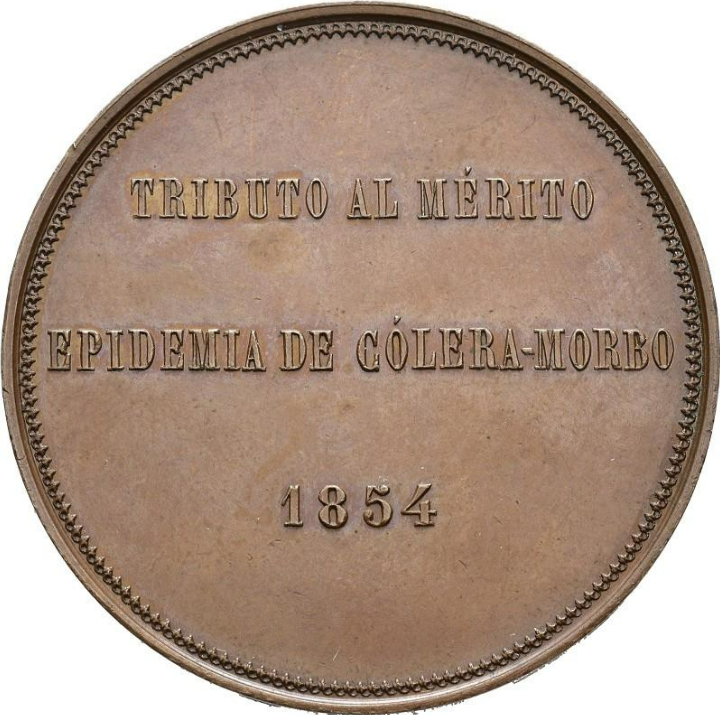 TRIBUTO AL MÉRITO
EPIDEMIA DE CÓLERA-MORBO
1854